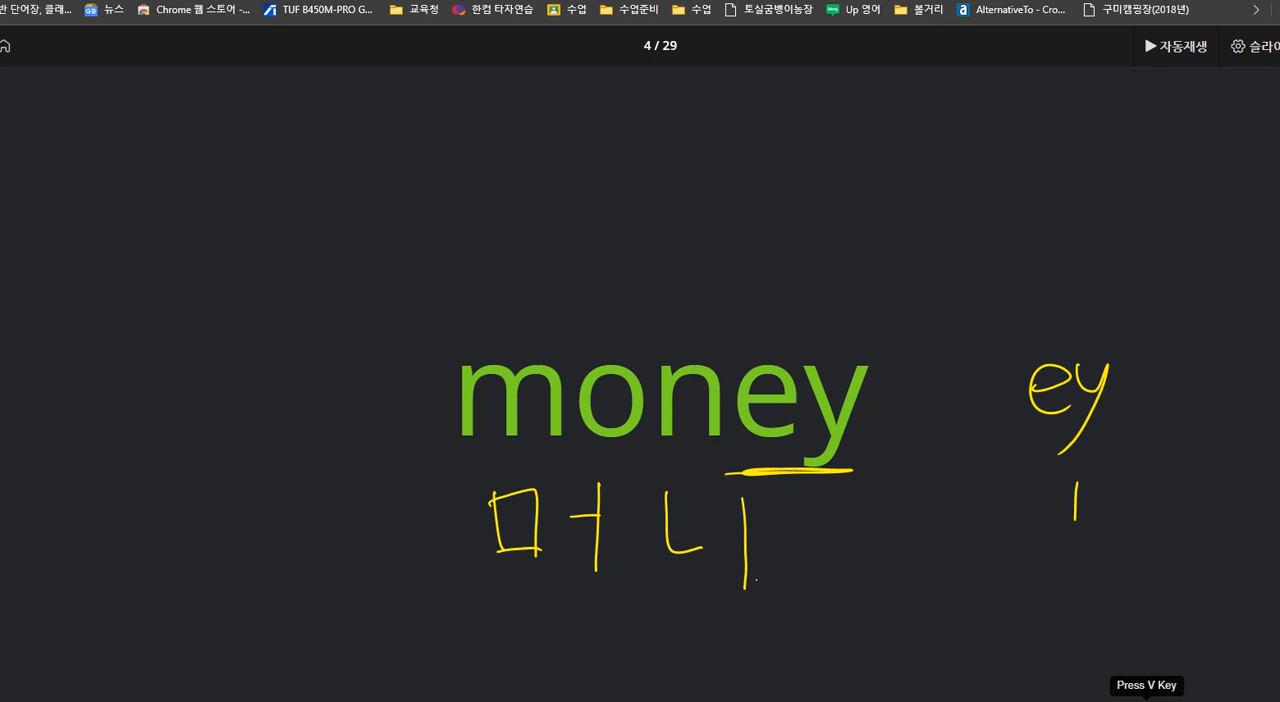 반 단어장, 클래... 뉴스 Chrome 웹 스토어 -... TUF B450M-PRO G... 교육청 한컴 타자연습 수업 수업준비 수업 토실굼벵이농장 Up 영어 볼거리 AlternativeTo - Cro... 구미캠핑장(2018년)
4 / 29 자동재생 슬라이
money ey
머니 ㅣ
Press V Key